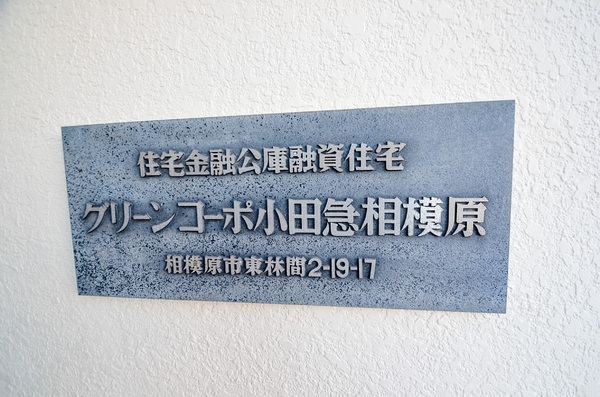 住宅金融公庫融資住宅
グリーンコーポ小田急相模原
相模原市東林間2-19-17